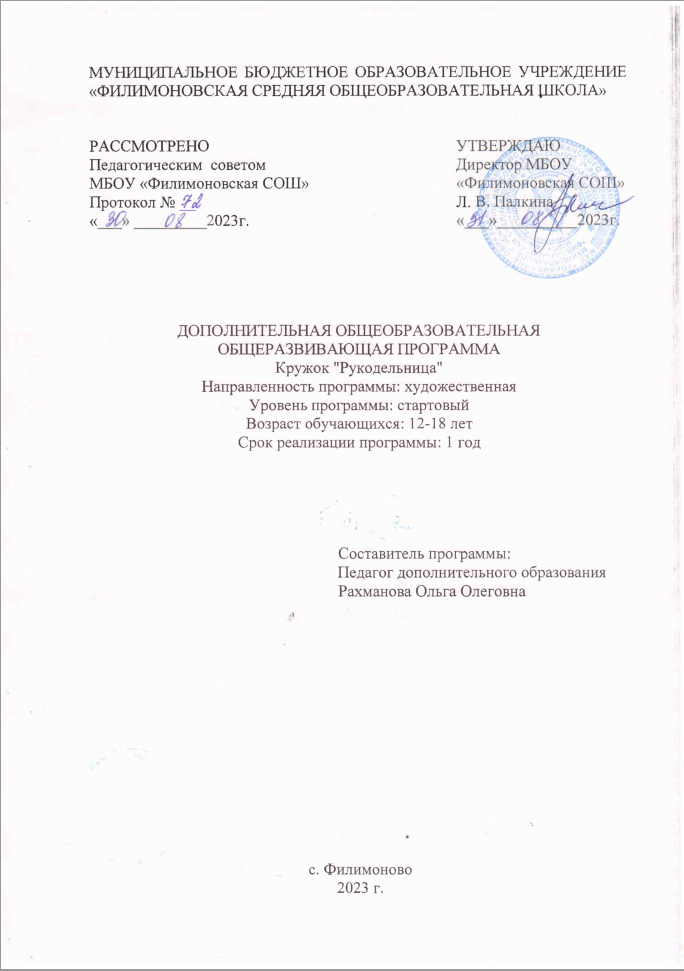 МУНИЦИПАЛЬНОЕ БЮДЖЕТНОЕ ОБРАЗОВАТЕЛЬНОЕ УЧРЕЖДЕНИЕ
«ФИЛИМОНОВСКАЯ СРЕДНЯЯ ОБЩЕОБРАЗОВАТЕЛЬНАЯ ШКОЛА»
РАССМОТРЕНО
Педагогическим советом
МБОУ «Филимоновская СОШ»
Протокол № 72
«30» 08 2023г.
УТВЕРЖДАЮ
Директор МБОУ
«Филимоновская СОШ»
Л. В. Палкина
«31» 08 2023г.
ДОПОЛНИТЕЛЬНАЯ ОБЩЕОБРАЗОВАТЕЛЬНАЯ
ОБЩЕРАЗВИВАЮЩАЯ ПРОГРАММА
Кружок "Рукодельница"
Направленность программы: художественная
Уровень программы: стартовый
Возраст обучающихся: 12-18 лет
Срок реализации программы: 1 год
Составитель программы:
Педагог дополнительного образования
Рахманова Ольга Олеговна
с. Филимоново
2023 г.